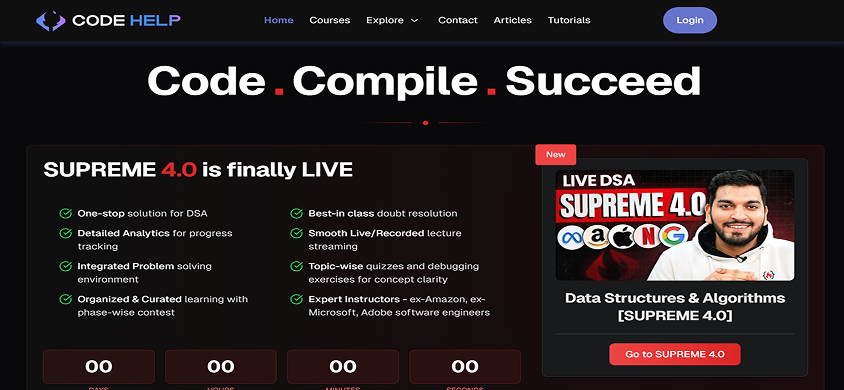 CODE HELP
Home
Courses
Explore
Contact
Articles
Tutorials
Login
Code . Compile . Succeed
SUPREME 4.0 is finally LIVE
One-stop solution for DSA
Detailed Analytics for progress
tracking
Integrated Problem solving
environment
Organized & Curated learning with
phase-wise contest
Best-in class doubt resolution
Smooth Live/Recorded lecture
streaming
Topic-wise quizzes and debugging
exercises for concept clarity
Expert Instructors - ex-Amazon, ex-
Microsoft, Adobe software engineers
00
DAYS
00
HOURS
00
MINUTES
00
SECONDS
New
LIVE DSA
SUPREME 4.0
Data Structures & Algorithms
[SUPREME 4.0]
Go to SUPREME 4.0